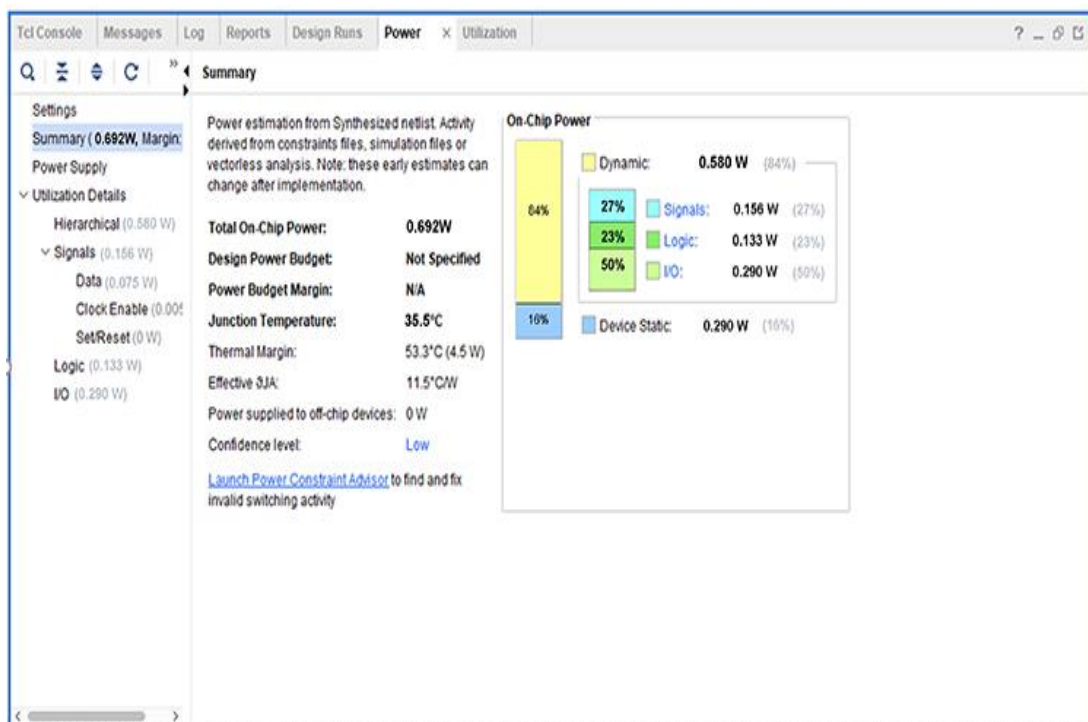 Tcl Console Messages Log Reports Design Runs Power × Utilization ? _
»
Summary
Settings
Summary ( 0.692W, Margin:
Power Supply
Utilization Details
Hierarchical (0.580 W)
Signals (0.156 W)
Data (0.075 W)
Clock Enable (0.005
Set/Reset (0 W)
Logic (0.133 W)
I/O (0.290 W)
Power estimation from Synthesized netlist. Activity
derived from constraints files, simulation files or
vectorless analysis. Note: these early estimates can
change after implementation.
Total On-Chip Power: 0.692W
Design Power Budget: Not Specified
Power Budget Margin: N/A
Junction Temperature: 35.5°C
Thermal Margin: 53.3°C (4.5 W)
Effective ϑJA: 11.5°C/W
Power supplied to off-chip devices: 0 W
Confidence level: Low
Launch Power Constraint Advisor to find and fix
invalid switching activity
On-Chip Power
84%
16%
Dynamic: 0.580 W (84%)
27% Signals: 0.156 W (27%)
23% Logic: 0.133 W (23%)
50% I/O: 0.290 W (50%)
Device Static: 0.290 W (16%)